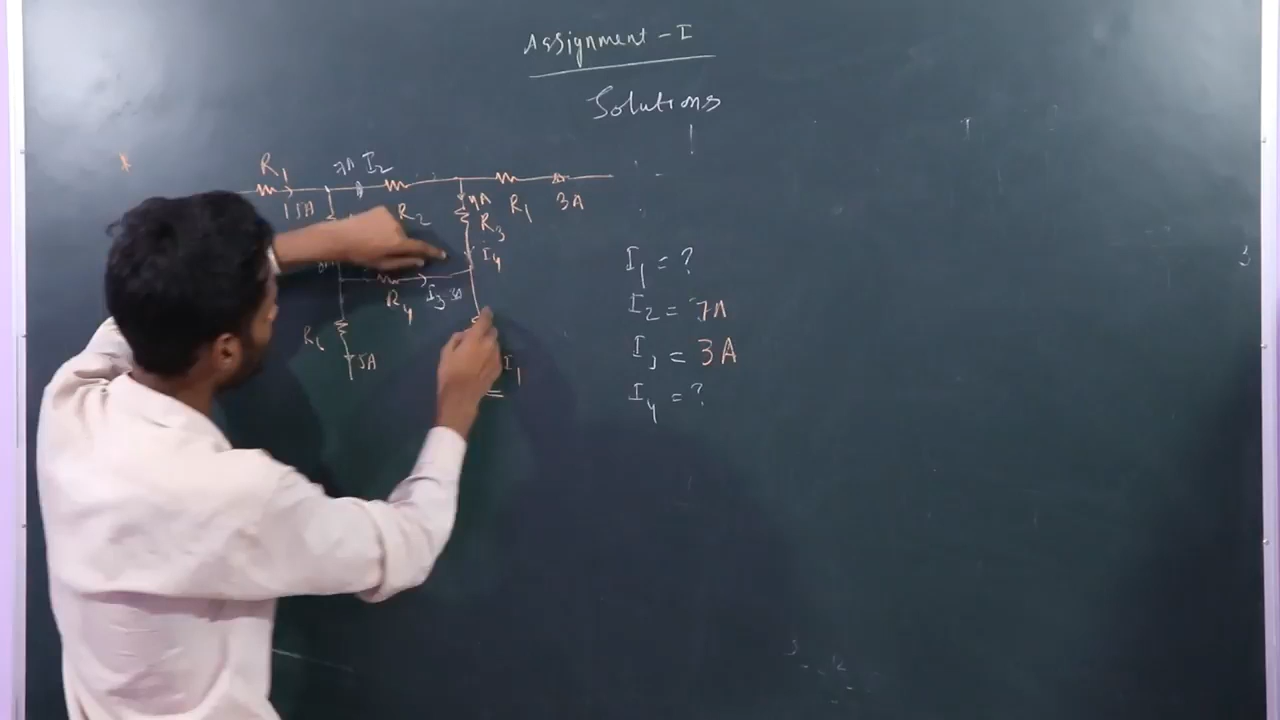 Assignment - I
Solutions
R1 7A I2
15A R2 4A R3 R1 3A
I4
R4 I3 3A
R6 5A I1
I1 = ?
I2 = 7A
I3 = 3A
I4 = ?